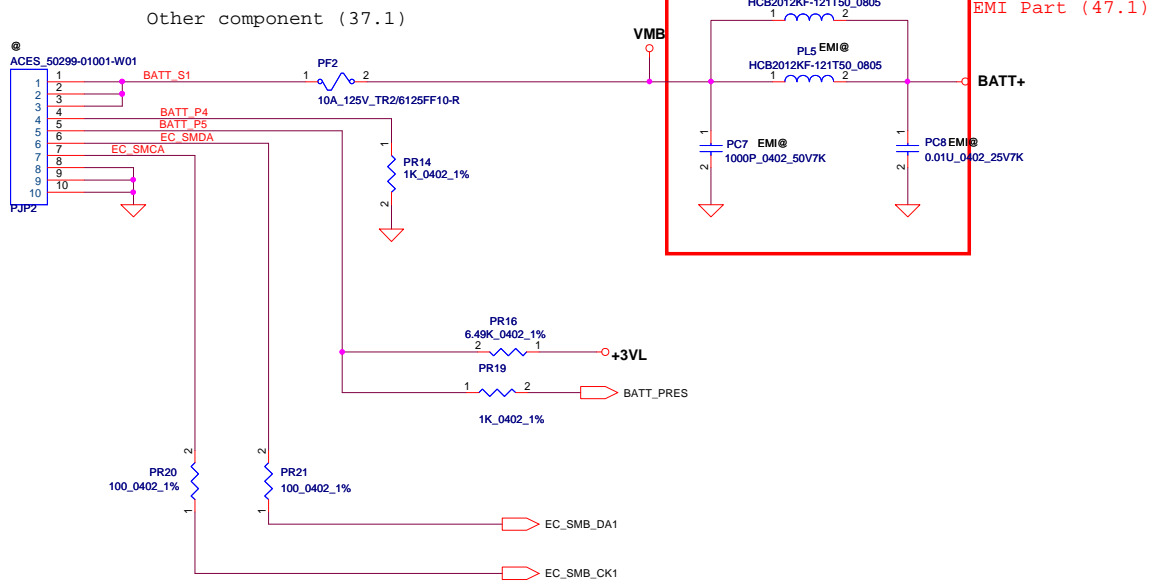 Other component (37.1)
EMI Part (47.1)
HCB2012KF-121T50_0805
1 2
VMB
PL5 EMI@
HCB2012KF-121T50_0805
1 2
BATT+
@
ACES_50299-01001-W01
1 1 BATT_S1
2 2
3 3
4 4 BATT_P4
5 5 BATT_P5
6 6 EC_SMDA
7 7 EC_SMCA
8 8
9 9
10 10
PJP2
PF2
1 2
10A_125V_TR2/6125FF10-R
1
PR14
1K_0402_1%
2
1
PC7 EMI@
1000P_0402_50V7K
2
1
PC8 EMI@
0.01U_0402_25V7K
2
PR16
6.49K_0402_1%
2 1
+3VL
PR19
1 2
BATT_PRES
1K_0402_1%
2
PR20
100_0402_1%
1
2
PR21
100_0402_1%
1
EC_SMB_DA1
EC_SMB_CK1